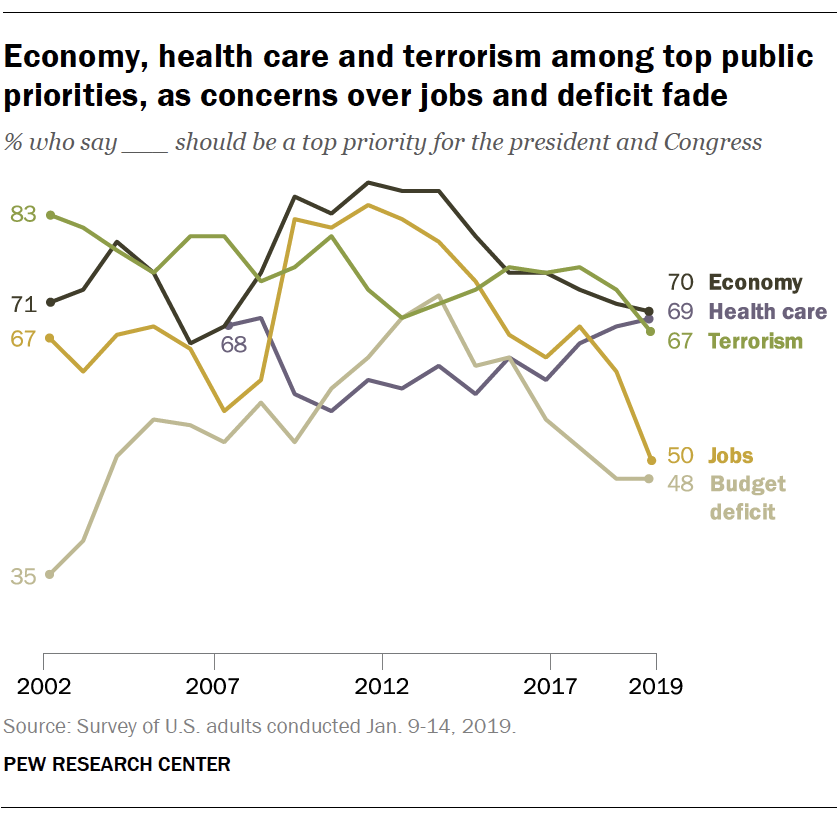 Economy, health care and terrorism among top public
priorities, as concerns over jobs and deficit fade
% who say ___ should be a top priority for the president and Congress
83
71
67
68
35
70 Economy
69 Health care
67 Terrorism
50 Jobs
48 Budget
deficit
2002 2007 2012 2017 2019
Source: Survey of U.S. adults conducted Jan. 9-14, 2019.
PEW RESEARCH CENTER